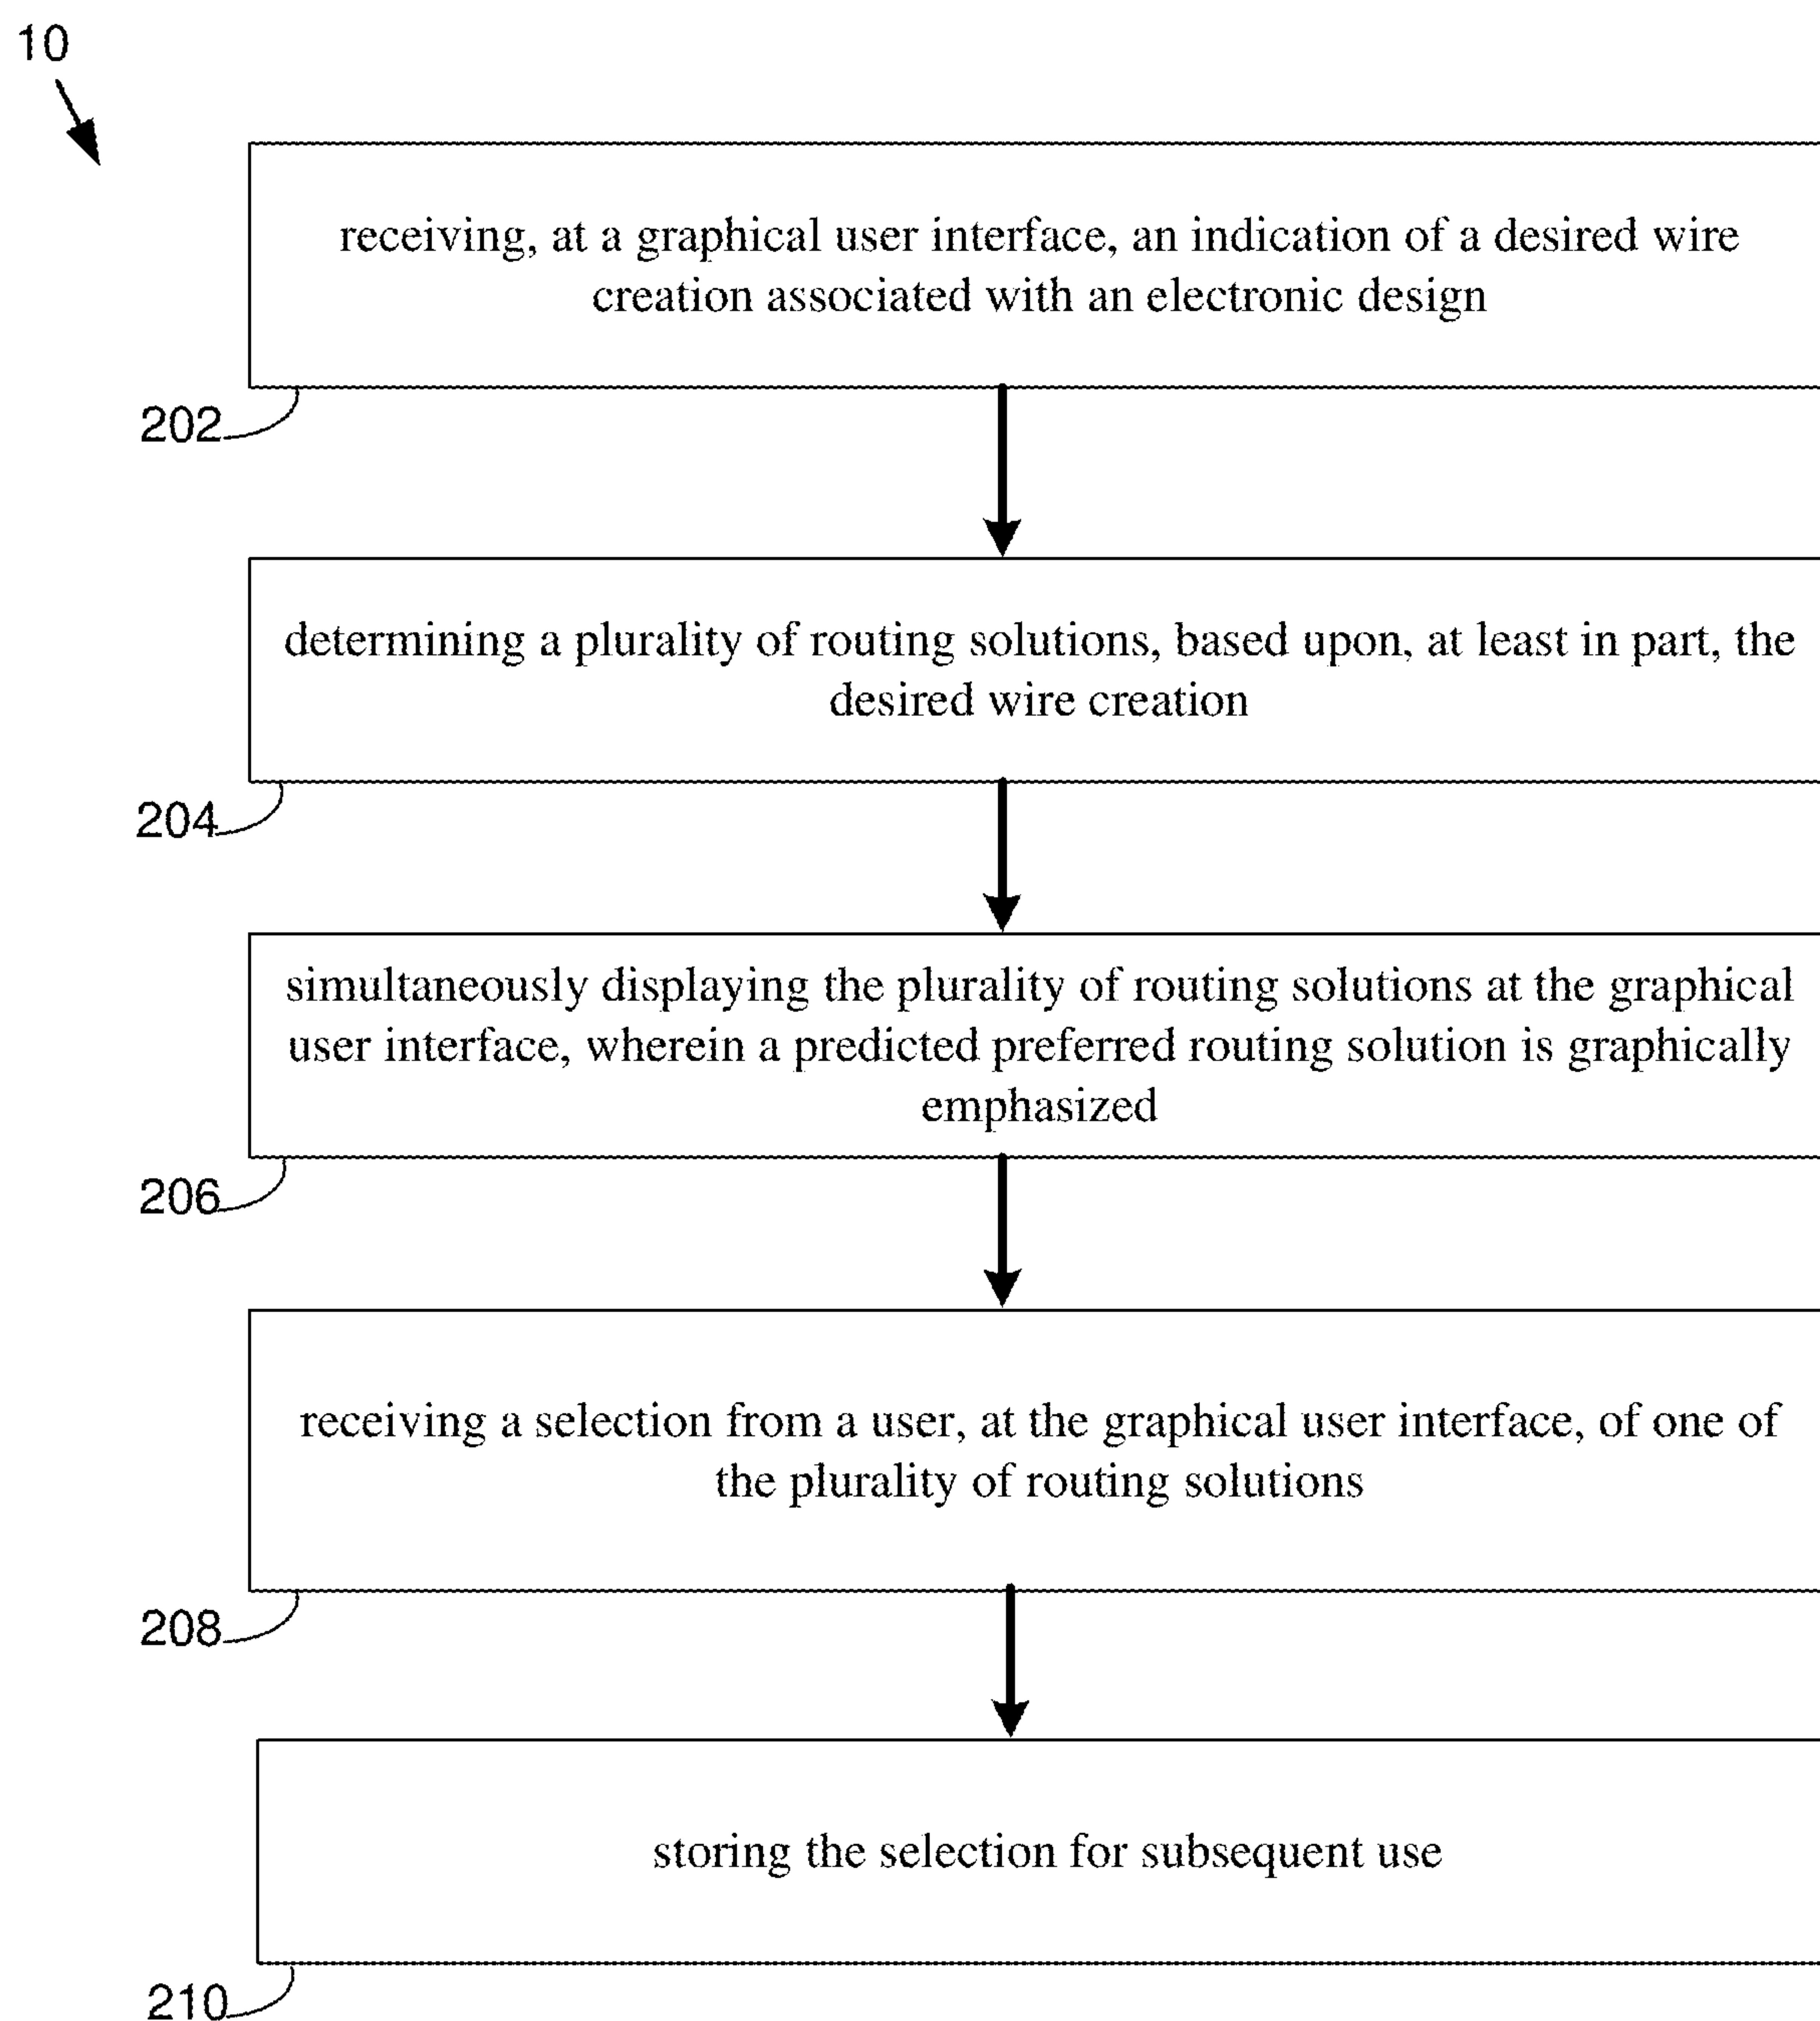 10
receiving, at a graphical user interface, an indication of a desired wire
creation associated with an electronic design
202
determining a plurality of routing solutions, based upon, at least in part, the
desired wire creation
204
simultaneously displaying the plurality of routing solutions at the graphical
user interface, wherein a predicted preferred routing solution is graphically
emphasized
206
receiving a selection from a user, at the graphical user interface, of one of
the plurality of routing solutions
208
storing the selection for subsequent use
210